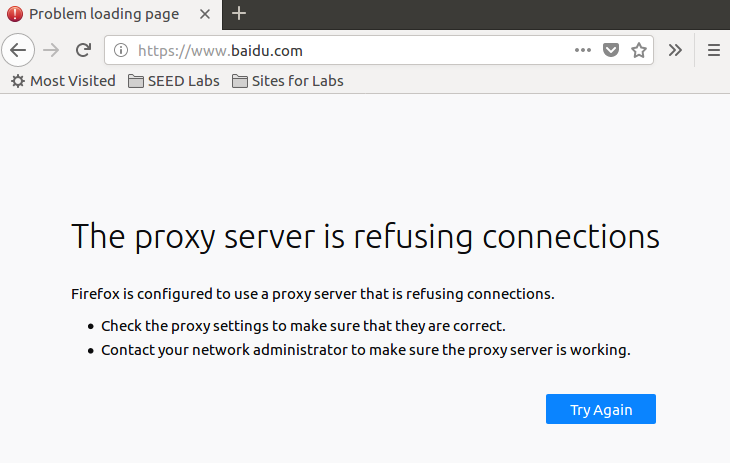 Problem loading page
https://www.baidu.com
Most Visited SEED Labs Sites for Labs
The proxy server is refusing connections
Firefox is configured to use a proxy server that is refusing connections.
Check the proxy settings to make sure that they are correct.
Contact your network administrator to make sure the proxy server is working.
Try Again